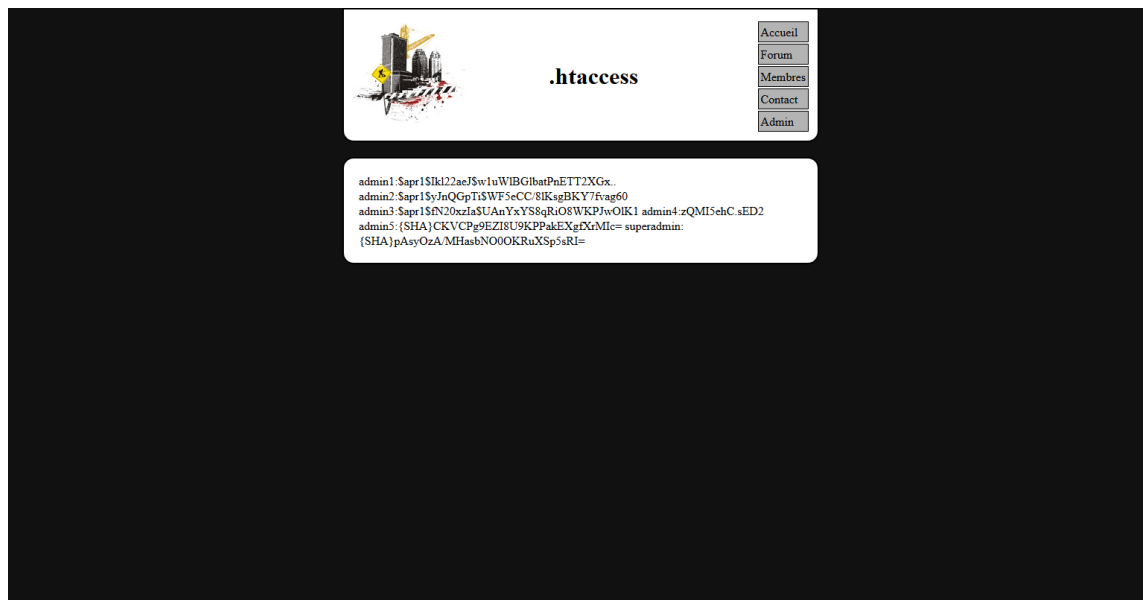 .htaccess
Accueil
Forum
Membres
Contact
Admin
admin1:$apr1$Ikl22aeJ$w1uWlBGlbatPnETT2XGx..
admin2:$apr1$yJnQGpTi$WF5eCC/8lKsgBKY7fvag60
admin3:$apr1$fN20xzIa$UAnYxYS8qRiO8WKPJwOlK1 admin4:zQMI5ehC.sED2
admin5:{SHA}CKVCPg9EZI8U9KPPakEXgfXrMIc= superadmin:
{SHA}pAsyOzA/MHasbNO0OKRuXSp5sRI=